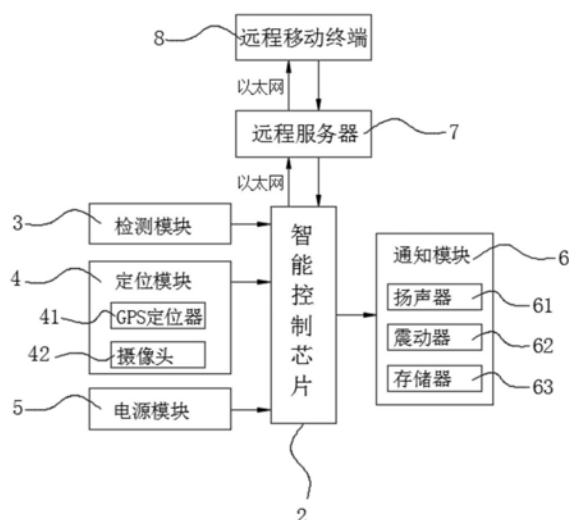 8
远程移动终端
以太网
远程服务器
7
以太网
3
检测模块
智能控制芯片
4
定位模块
通知模块
6
41
GPS定位器
扬声器
61
42
摄像头
震动器
62
存储器
63
5
电源模块
2